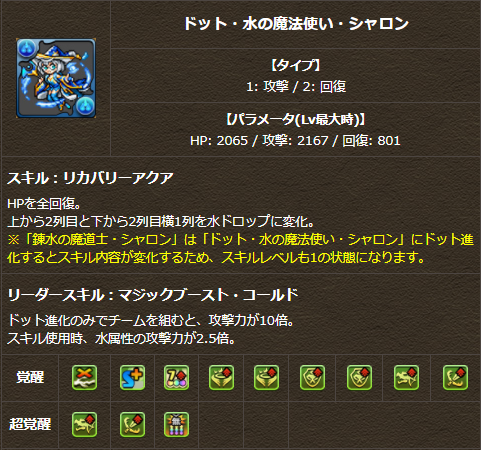 ドット・水の魔法使い・シャロン
【タイプ】
1: 攻撃 / 2: 回復
【パラメータ(Lv最大時)】
HP: 2065 / 攻撃: 2167 / 回復: 801
スキル：リカバリーアクア
HPを全回復。
上から2列目と下から2列目横1列を水ドロップに変化。
※「錬水の魔道士・シャロン」は「ドット・水の魔法使い・シャロン」にドット進
化するとスキル内容が変化するため、スキルレベルも1の状態になります。
リーダースキル：マジックブースト・コールド
ドット進化のみでチームを組むと、攻撃力が10倍。
スキル使用時、水属性の攻撃力が2.5倍。
覚醒
超覚醒